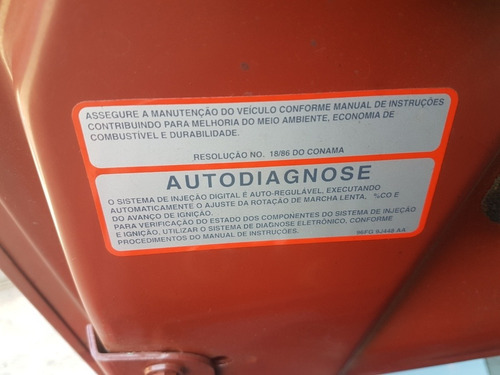 ASSEGURE A MANUTENÇÃO DO VEÍCULO CONFORME MANUAL DE INSTRUÇÕES
CONTRIBUINDO PARA MELHORIA DO MEIO AMBIENTE, ECONOMIA DE
COMBUSTÍVEL E DURABILIDADE.
RESOLUÇÃO NO. 18/86 DO CONAMA
AUTODIAGNOSE
O SISTEMA DE INJEÇÃO DIGITAL É AUTO-REGULÁVEL, EXECUTANDO
AUTOMATICAMENTE O AJUSTE DA ROTAÇÃO DE MARCHA LENTA, %CO E
DO AVANÇO DE IGNIÇÃO.
PARA VERIFICAÇÃO DO ESTADO DOS COMPONENTES DO SISTEMA DE INJEÇÃO
E IGNIÇÃO, UTILIZAR O SISTEMA DE DIAGNOSE ELETRÔNICO, CONFORME
PROCEDIMENTOS DO MANUAL DE INSTRUÇÕES.
96FG 9J448 AA